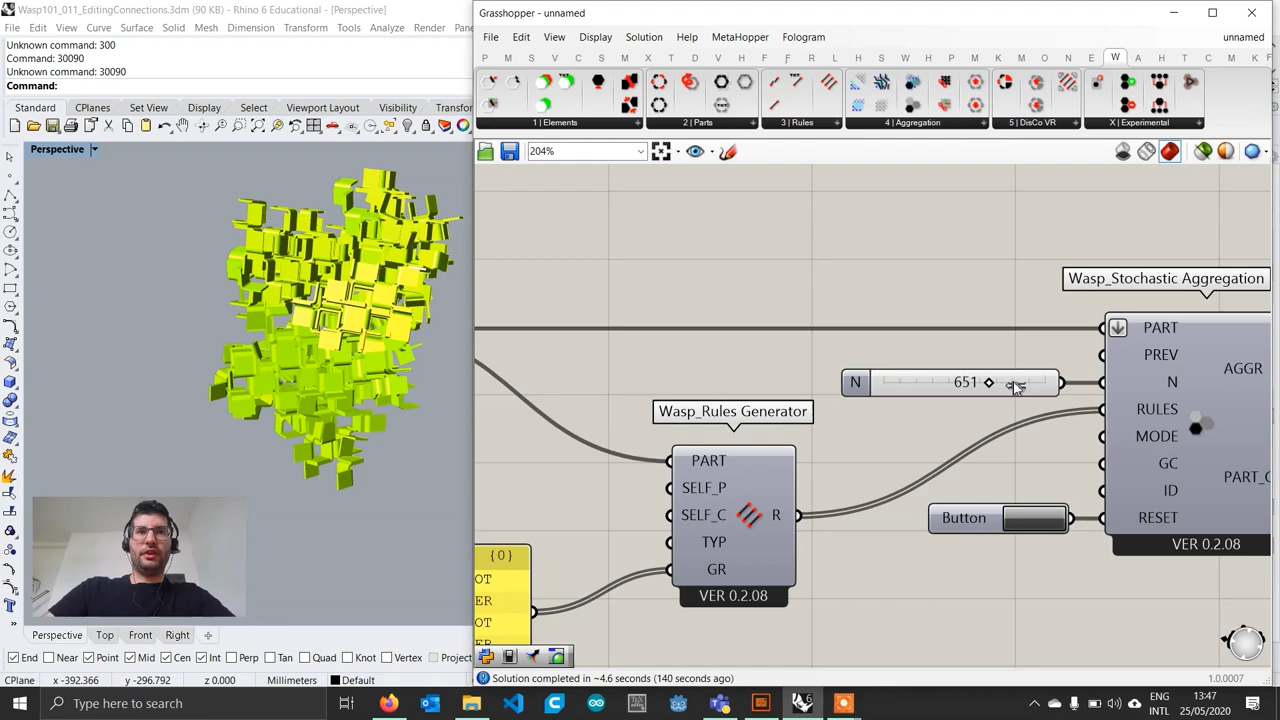 Wasp101_011_EditingConnections.3dm (90 KB) - Rhino 6 Educational - [Perspective]
File Edit View Curve Surface Solid Mesh Dimension Transform Tools Analyze Render
Unknown command: 300
Command: 30090
Unknown command: 30090
Command:
Standard CPlanes Set View Display Select Viewport Layout Visibility Transfor
Perspective
Perspective Top Front Right
End Near Point Mid Cen Int Perp Tan Quad Knot Vertex Project
CPlane x -392.366 y -296.792 z 0.000 Millimeters Default
Grasshopper - unnamed
File Edit View Display Solution Help MetaHopper Fologram unnamed
P M S V C S M I T D V W H L H M X T F J P B H A E L K M S N O K U S W A H M C F K F
1 | Elements 2 | Parts 3 | Rules 4 | Aggregation 5 | DisCo VR X | Experimental
204%
Wasp_Stochastic Aggregation
PART
PREV
N 651
N
AGGR
RULES
MODE
GC
PART_C
ID
Button
RESET
VER 0.2.08
Wasp_Rules Generator
PART
SELF_P
SELF_C R
TYP
GR
VER 0.2.08
{0}
OT
ER
OT
ER
Solution completed in ~4.6 seconds (140 seconds ago)
1.0.0007
Type here to search
ENG
INTL
13:47
25/05/2020